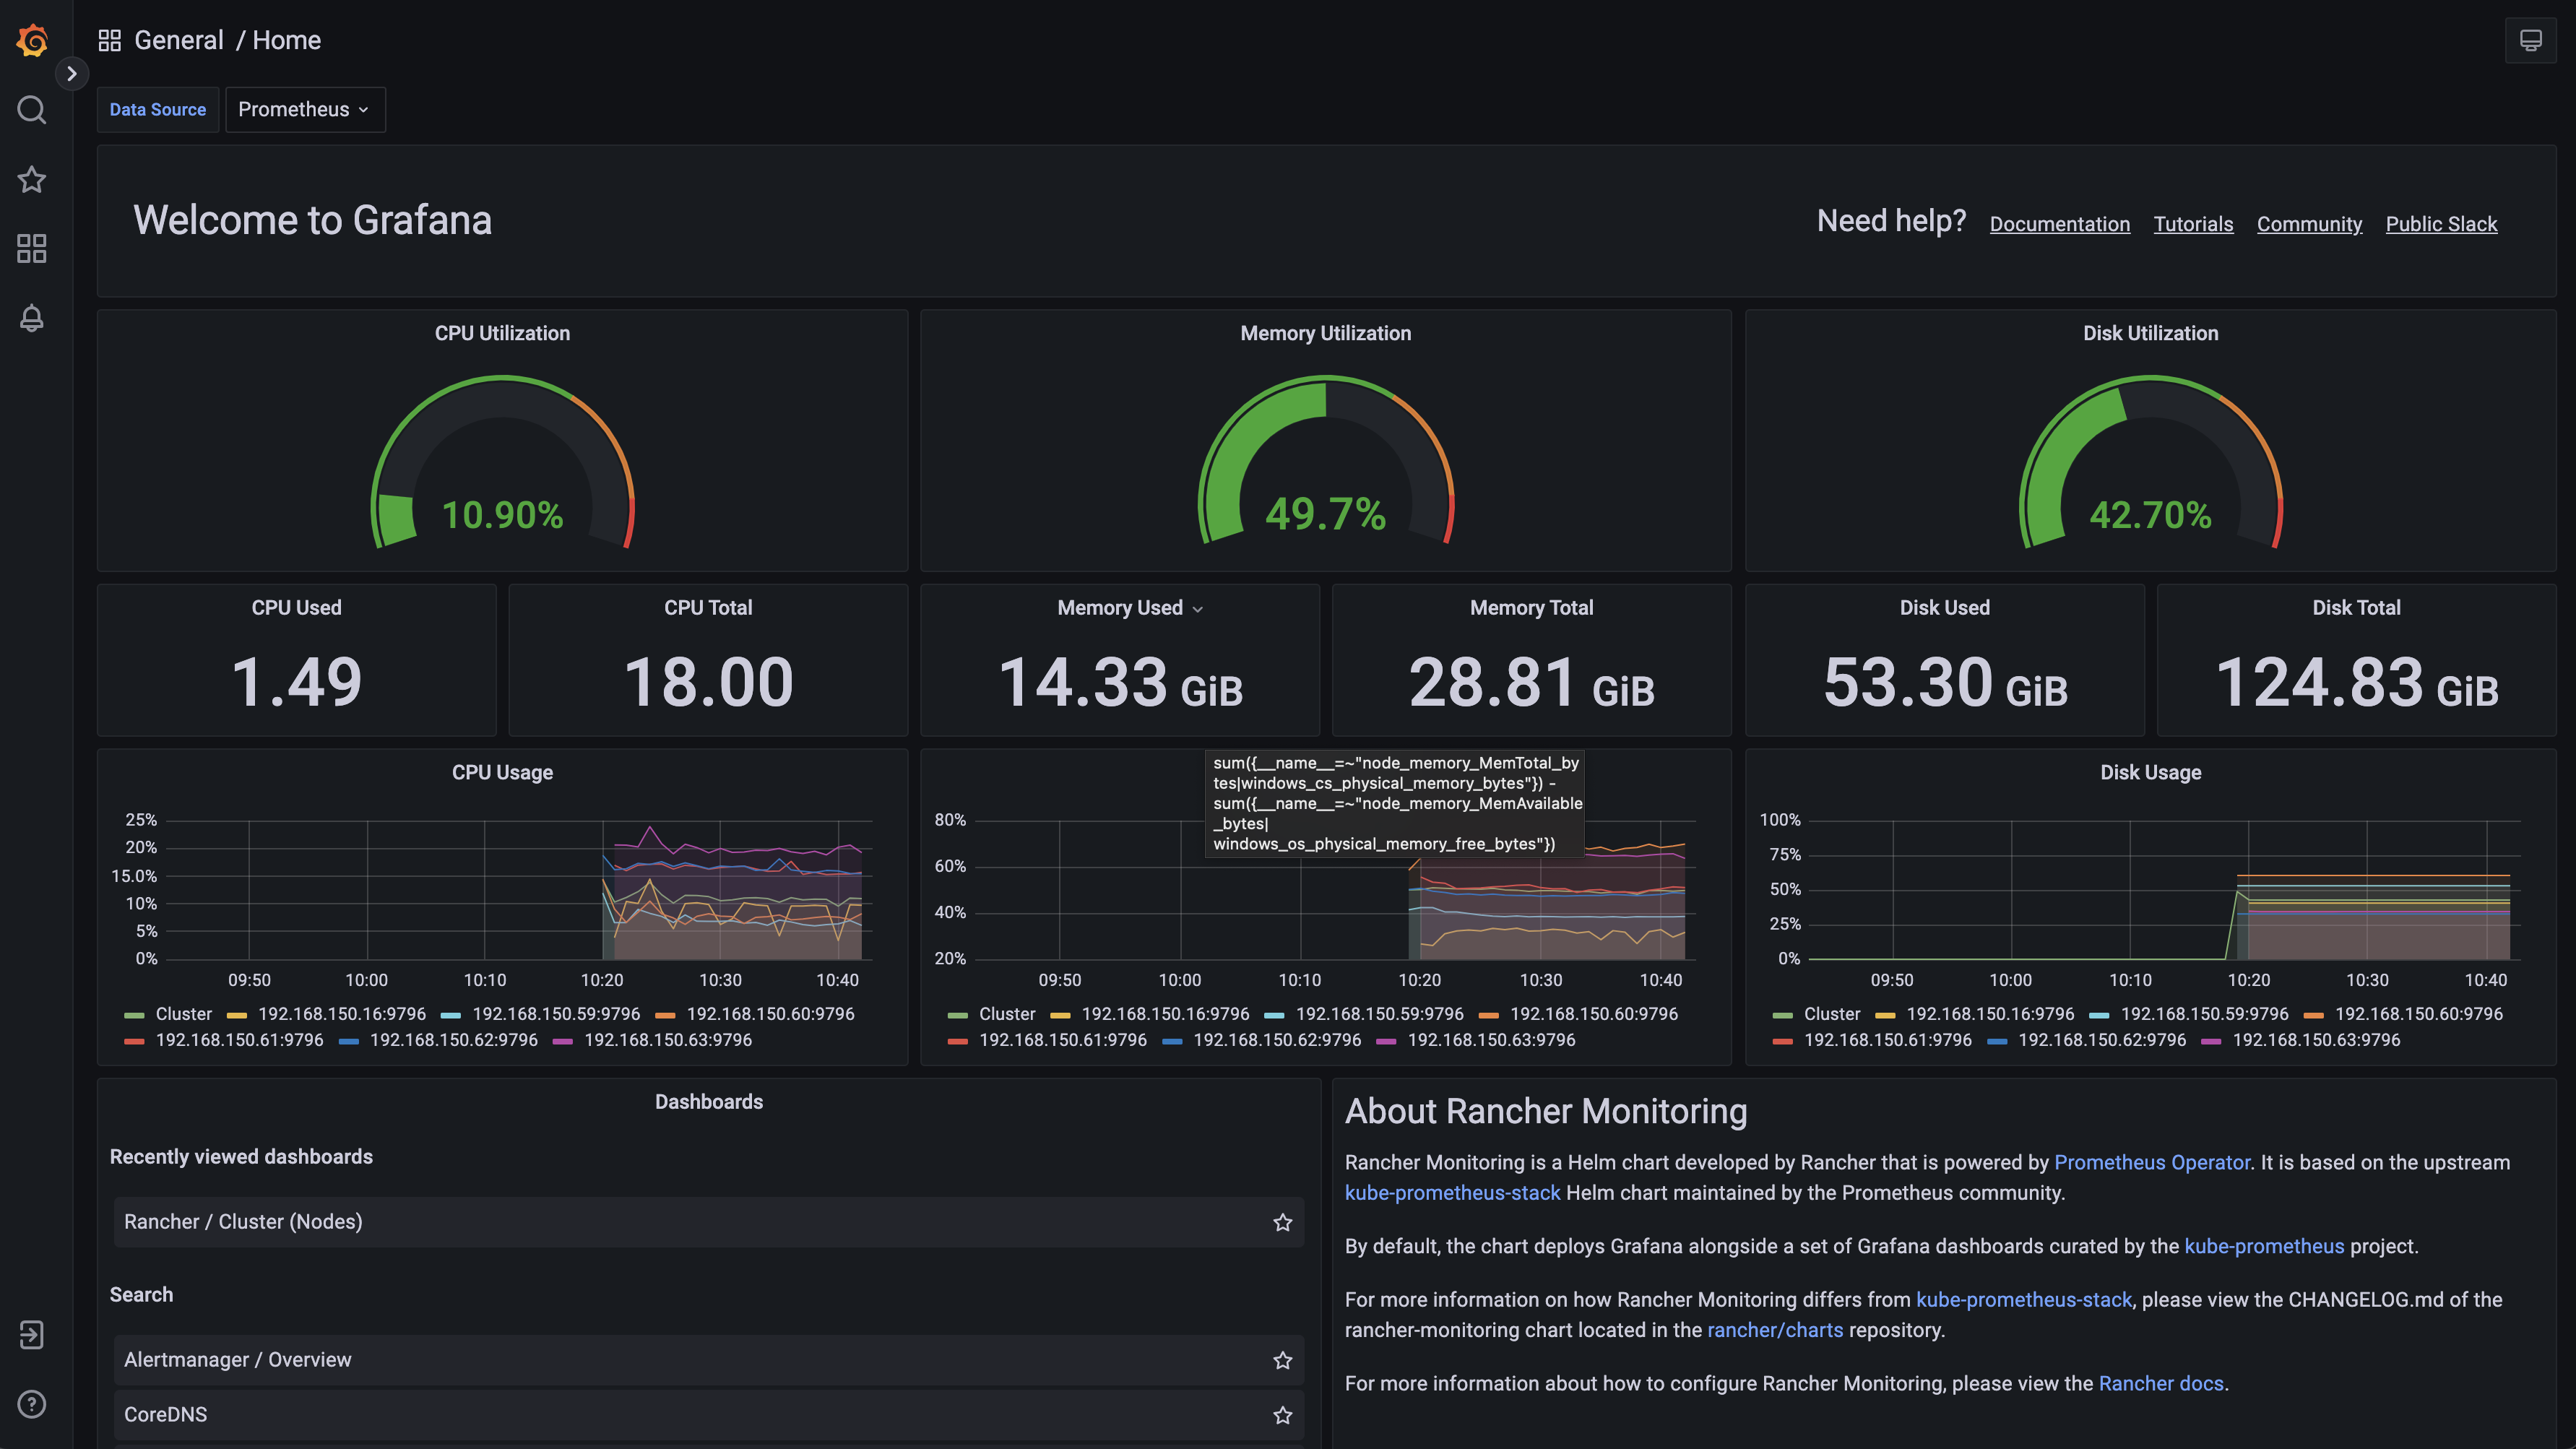 General / Home
Data Source Prometheus
Welcome to Grafana
Need help? Documentation Tutorials Community Public Slack
CPU Utilization
10.90%
Memory Utilization
49.7%
Disk Utilization
42.70%
CPU Used
1.49
CPU Total
18.00
Memory Used
14.33 GiB
Memory Total
28.81 GiB
Disk Used
53.30 GiB
Disk Total
124.83 GiB
CPU Usage
25%
20%
15.0%
10%
5%
0%
09:50 10:00 10:10 10:20 10:30 10:40
Cluster 192.168.150.16:9796 192.168.150.59:9796 192.168.150.60:9796
192.168.150.61:9796 192.168.150.62:9796 192.168.150.63:9796
sum({__name__=~"node_memory_MemTotal_by
tes|windows_cs_physical_memory_bytes"}) -
sum({__name__=~"node_memory_MemAvailable
_bytes|
windows_os_physical_memory_free_bytes"})
80%
60%
40%
20%
09:50 10:00 10:10 10:20 10:30 10:40
Cluster 192.168.150.16:9796 192.168.150.59:9796 192.168.150.60:9796
192.168.150.61:9796 192.168.150.62:9796 192.168.150.63:9796
Disk Usage
100%
75%
50%
25%
0%
09:50 10:00 10:10 10:20 10:30 10:40
Cluster 192.168.150.16:9796 192.168.150.59:9796 192.168.150.60:9796
192.168.150.61:9796 192.168.150.62:9796 192.168.150.63:9796
Dashboards
Recently viewed dashboards
Rancher / Cluster (Nodes)
Search
Alertmanager / Overview
CoreDNS
About Rancher Monitoring
Rancher Monitoring is a Helm chart developed by Rancher that is powered by Prometheus Operator. It is based on the upstream
kube-prometheus-stack Helm chart maintained by the Prometheus community.
By default, the chart deploys Grafana alongside a set of Grafana dashboards curated by the kube-prometheus project.
For more information on how Rancher Monitoring differs from kube-prometheus-stack, please view the CHANGELOG.md of the
rancher-monitoring chart located in the rancher/charts repository.
For more information about how to configure Rancher Monitoring, please view the Rancher docs.